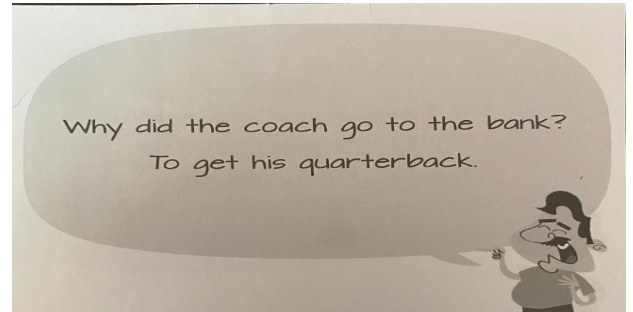 Why did the coach go to the bank?
To get his quarterback.